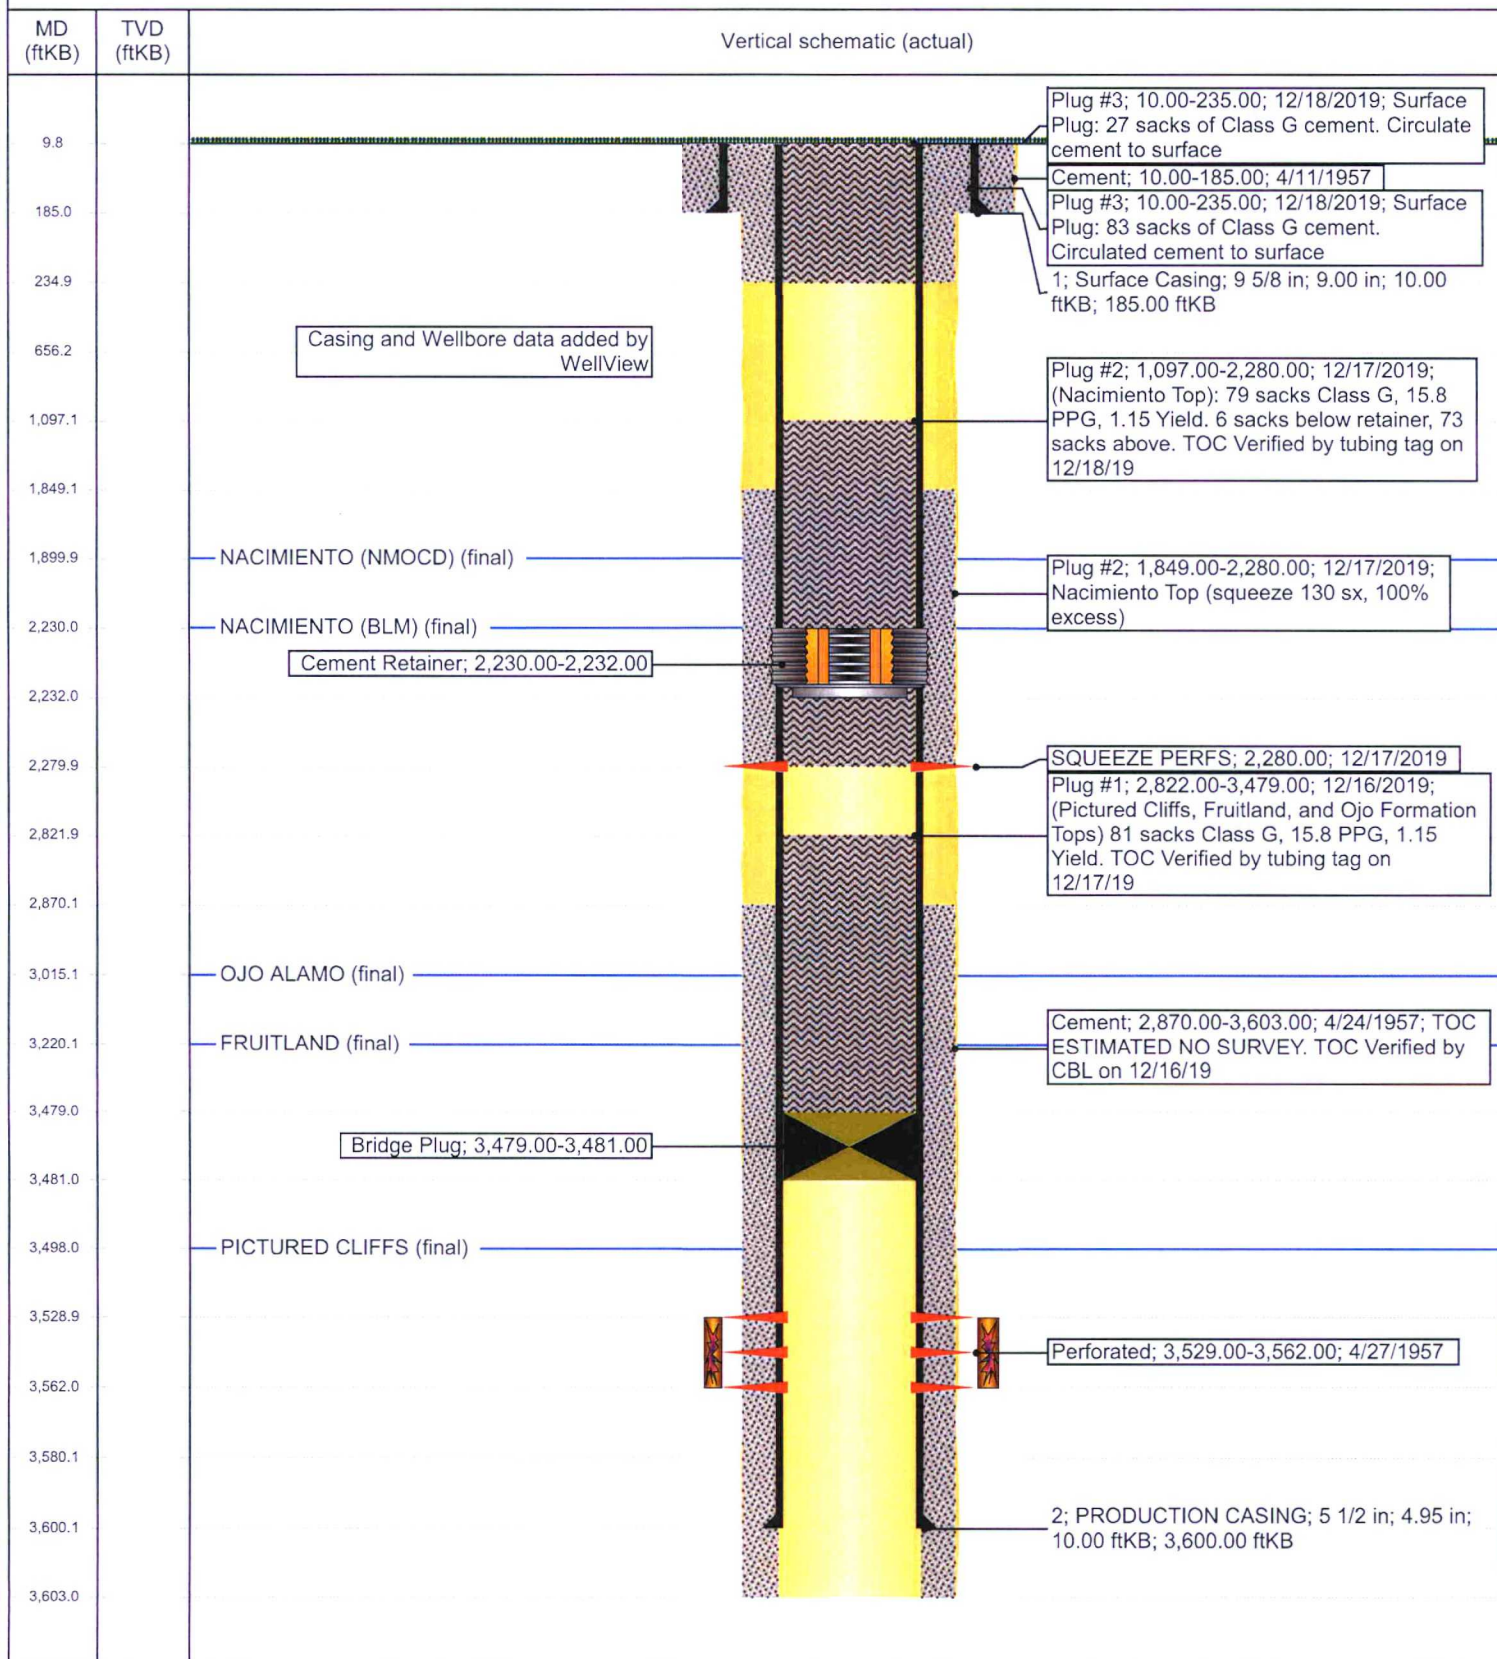 MD
(ftKB)
TVD
(ftKB)
Vertical schematic (actual)
9.8
185.0
234.9
656.2
1,097.1
1,849.1
1,899.9
2,230.0
2,232.0
2,279.9
2,821.9
2,870.1
3,015.1
3,220.1
3,479.0
3,481.0
3,498.0
3,528.9
3,562.0
3,580.1
3,600.1
3,603.0
Casing and Wellbore data added by
WellView
NACIMIENTO (NMOCD) (final)
NACIMIENTO (BLM) (final)
Cement Retainer; 2,230.00-2,232.00
OJO ALAMO (final)
FRUITLAND (final)
Bridge Plug; 3,479.00-3,481.00
PICTURED CLIFFS (final)
Plug #3; 10.00-235.00; 12/18/2019; Surface
Plug: 27 sacks of Class G cement. Circulate
cement to surface
Cement; 10.00-185.00; 4/11/1957
Plug #3; 10.00-235.00; 12/18/2019; Surface
Plug: 83 sacks of Class G cement.
Circulated cement to surface
1; Surface Casing; 9 5/8 in; 9.00 in; 10.00
ftKB; 185.00 ftKB
Plug #2; 1,097.00-2,280.00; 12/17/2019;
(Nacimiento Top): 79 sacks Class G, 15.8
PPG, 1.15 Yield. 6 sacks below retainer, 73
sacks above. TOC Verified by tubing tag on
12/18/19
Plug #2; 1,849.00-2,280.00; 12/17/2019;
Nacimiento Top (squeeze 130 sx, 100%
excess)
SQUEEZE PERFS; 2,280.00; 12/17/2019
Plug #1; 2,822.00-3,479.00; 12/16/2019;
(Pictured Cliffs, Fruitland, and Ojo Formation
Tops) 81 sacks Class G, 15.8 PPG, 1.15
Yield. TOC Verified by tubing tag on
12/17/19
Cement; 2,870.00-3,603.00; 4/24/1957; TOC
ESTIMATED NO SURVEY. TOC Verified by
CBL on 12/16/19
Perforated; 3,529.00-3,562.00; 4/27/1957
2; PRODUCTION CASING; 5 1/2 in; 4.95 in;
10.00 ftKB; 3,600.00 ftKB